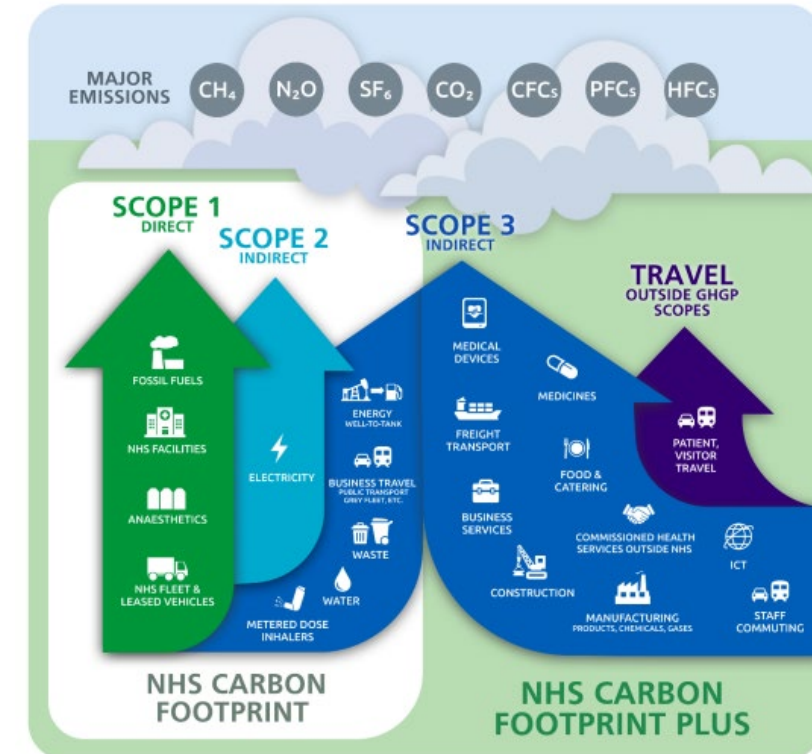 MAJOR
EMISSIONS
CH₄
N₂O
SF₆
CO₂
CFCs
PFCs
HFCs
SCOPE 1
DIRECT
SCOPE 2
INDIRECT
SCOPE 3
INDIRECT
TRAVEL
OUTSIDE GHGP
SCOPES
FOSSIL FUELS
NHS FACILITIES
ANAESTHETICS
NHS FLEET &
LEASED VEHICLES
ELECTRICITY
ENERGY
WELL-TO-TANK
BUSINESS TRAVEL
PUBLIC TRANSPORT
GREY FLEET, ETC.
WASTE
WATER
METERED DOSE
INHALERS
MEDICAL
DEVICES
MEDICINES
FREIGHT
TRANSPORT
FOOD &
CATERING
BUSINESS
SERVICES
COMMISSIONED HEALTH
SERVICES OUTSIDE NHS
CONSTRUCTION
MANUFACTURING
PRODUCTS, CHEMICALS, GASES
ICT
STAFF
COMMUTING
PATIENT,
VISITOR
TRAVEL
NHS CARBON
FOOTPRINT
NHS CARBON
FOOTPRINT PLUS